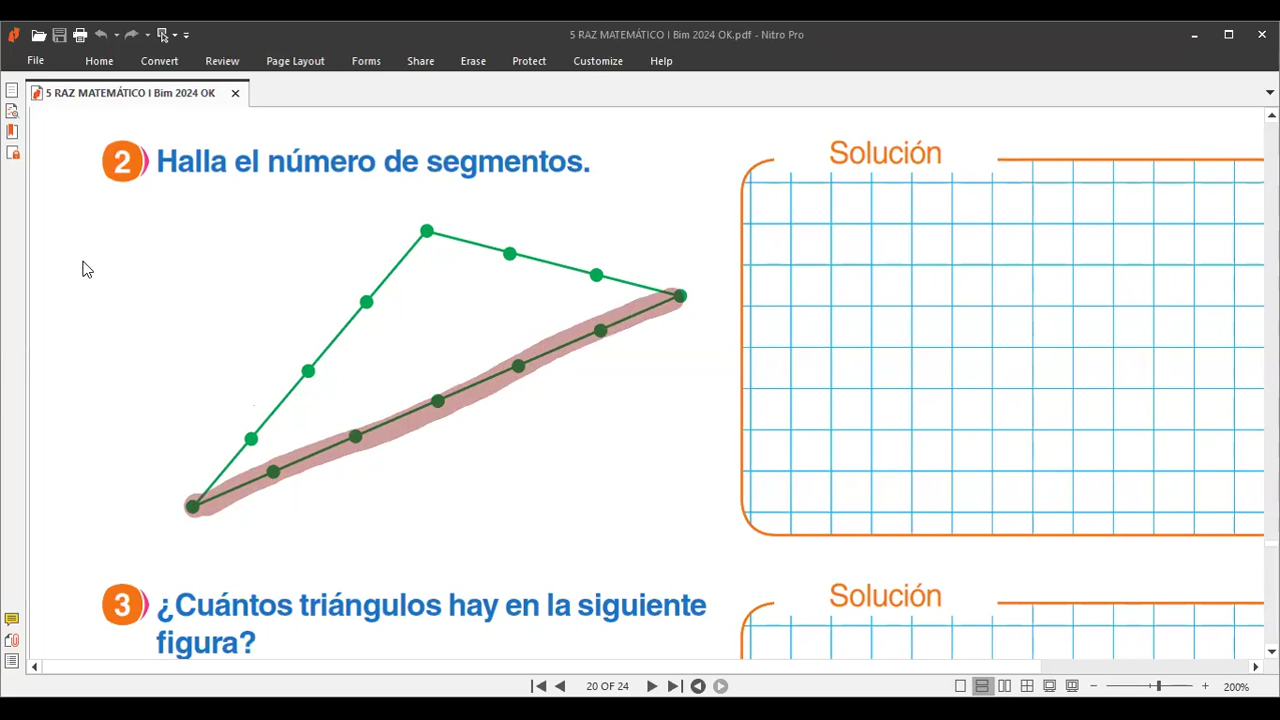 5 RAZ MATEMÁTICO I Bim 2024 OK.pdf - Nitro Pro
File Home Convert Review Page Layout Forms Share Erase Protect Customize Help
5 RAZ MATEMÁTICO I Bim 2024 OK
2 Halla el número de segmentos.
Solución
3 ¿Cuántos triángulos hay en la siguiente
figura?
Solución
20 OF 24
200%